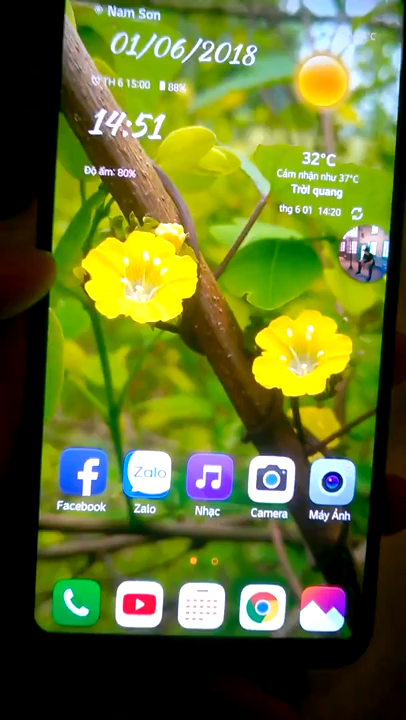 Nam Son
01/06/2018
TH 6 15:00 88%
14:51
Độ ẩm: 80%
32°C
Cảm nhận như 37°C
Trời quang
thg 6 01 14:20
Zalo
Facebook
Zalo
Nhạc
Camera
Máy Ảnh